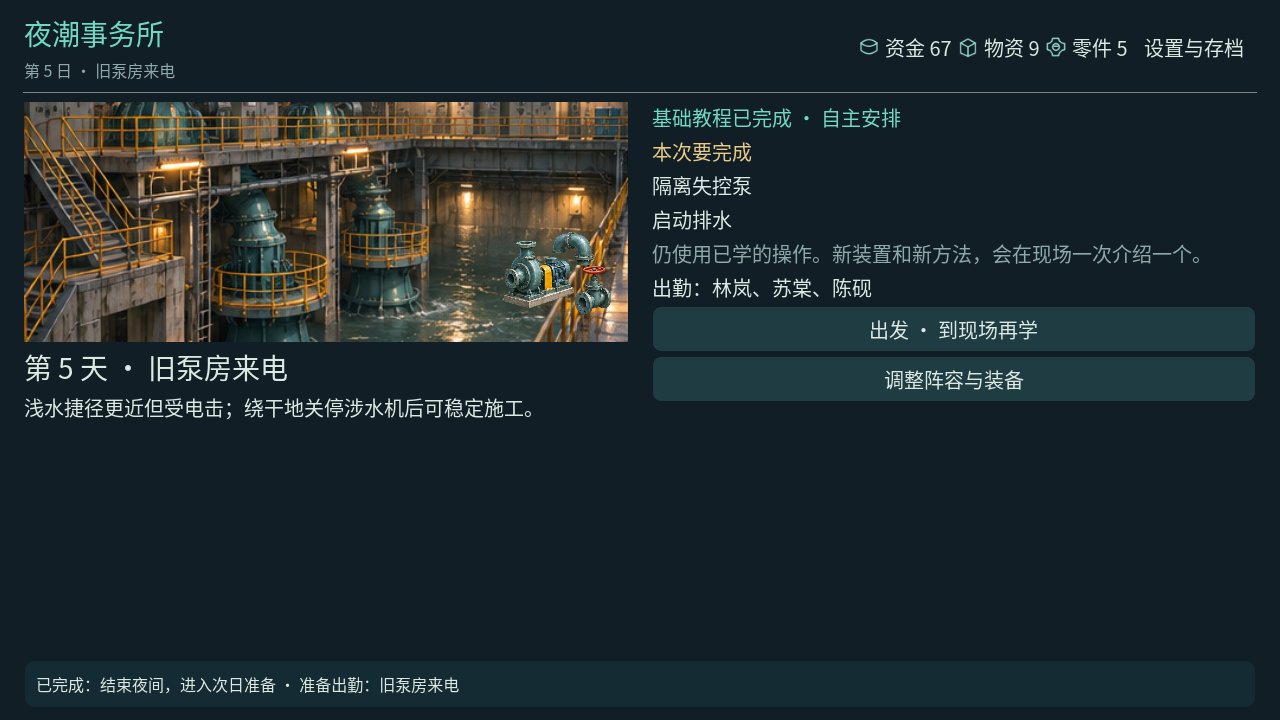 夜潮事务所
第 5 日 · 旧泵房来电
资金 67 物资 9 零件 5 设置与存档
基础教程已完成 · 自主安排
本次要完成
隔离失控泵
启动排水
仍使用已学的操作。新装置和新方法，会在现场一次介绍一个。
出勤：林岚、苏棠、陈砚
出发 · 到现场再学
调整阵容与装备
第 5 天 · 旧泵房来电
浅水捷径更近但受电击；绕干地关停涉水机后可稳定施工。
已完成：结束夜间，进入次日准备 · 准备出勤：旧泵房来电